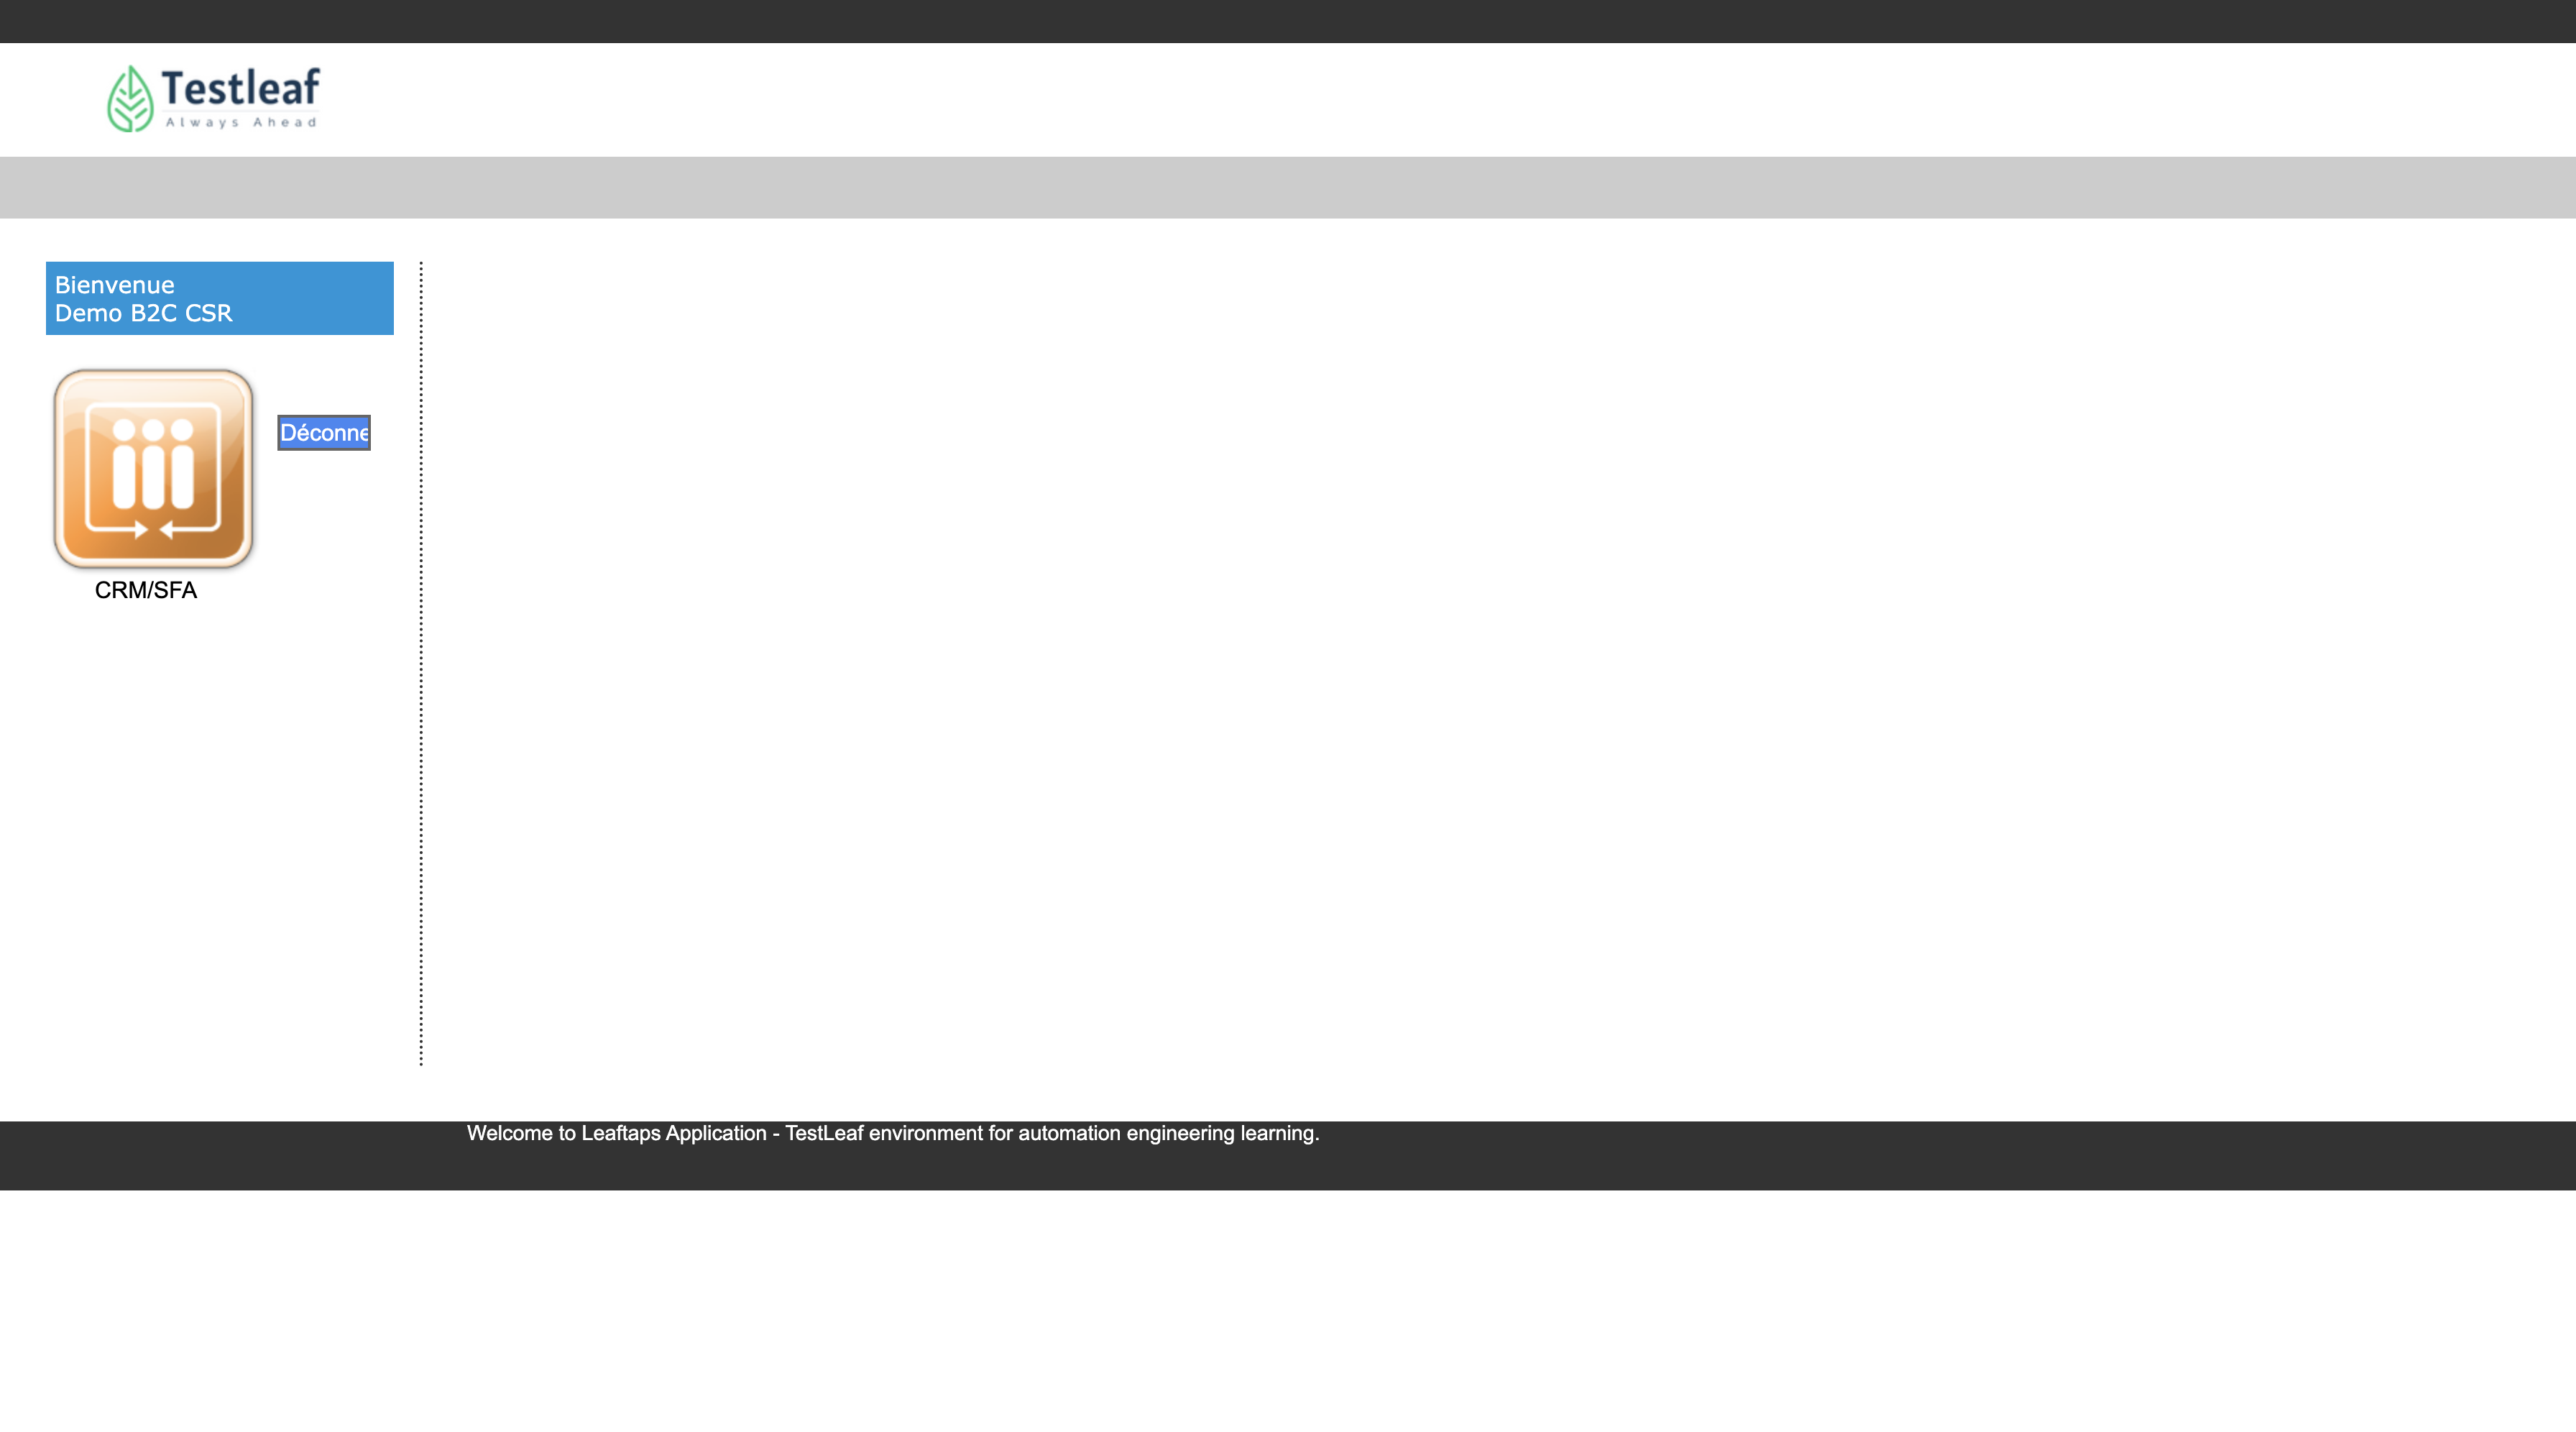 Testleaf
Always Ahead
Bienvenue
Demo B2C CSR
Déconne
CRM/SFA
Welcome to Leaftaps Application - TestLeaf environment for automation engineering learning.